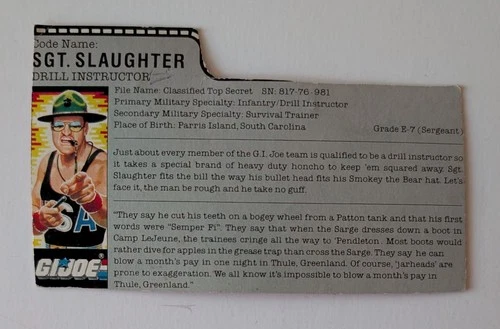 Code Name:
SGT. SLAUGHTER
DRILL INSTRUCTOR
File Name: Classified Top Secret SN: 817-76-981
Primary Military Specialty: Infantry/Drill Instructor
Secondary Military Specialty: Survival Trainer
Place of Birth: Parris Island, South Carolina Grade E-7 (Sergeant)
Just about every member of the G.I. Joe team is qualified to be a drill instructor so
it takes a special brand of heavy duty honcho to keep 'em squared away. Sgt.
Slaughter fits the bill the way his bullet head fits his Smokey the Bear hat. Let's
face it, the man be rough and he take no guff.
"They say he cut his teeth on a bogey wheel from a Patton tank and that his first
words were "Semper Fi". They say that when the Sarge dresses down a boot in
Camp LeJeune, the trainees cringe all the way to 'Pendleton'. Most boots would
rather dive for apples in the grease trap than cross the Sarge. They say he can
blow a month's pay in one night in Thule, Greenland. Of course, 'jarheads' are
prone to exaggeration. We all know it's impossible to blow a month's pay in
Thule, Greenland."
USA
GI JOE